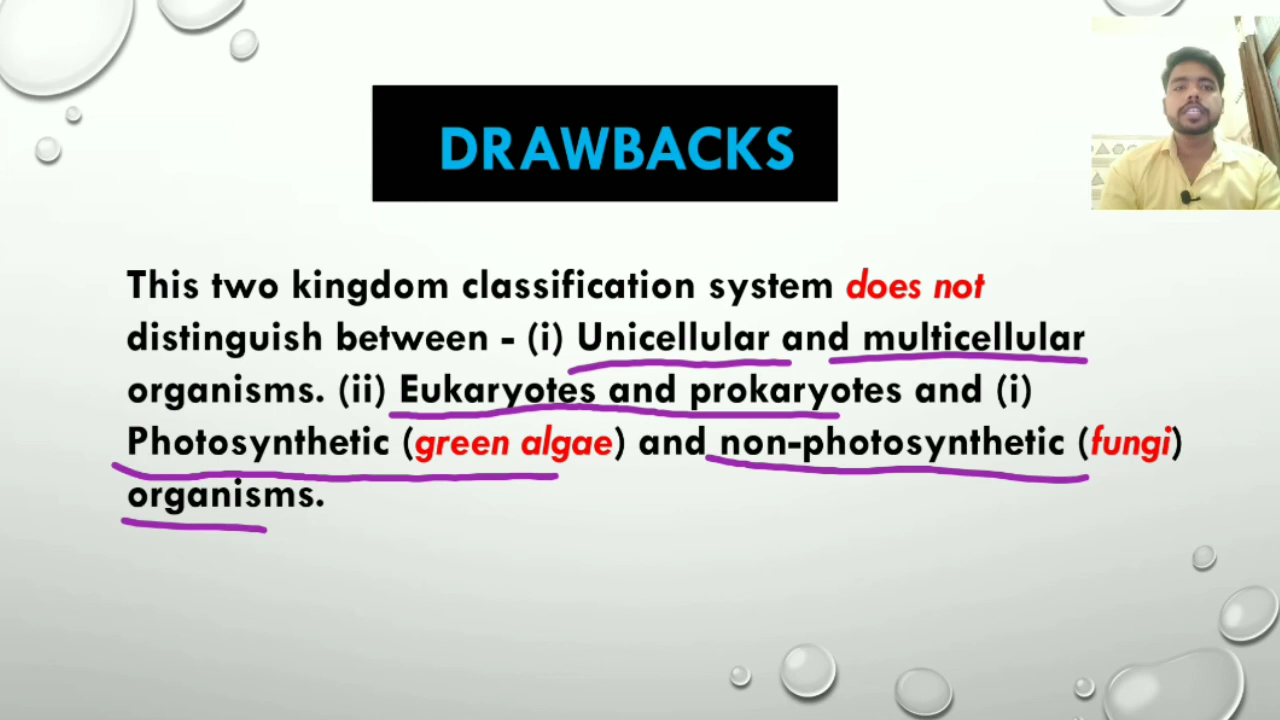 DRAWBACKS
This two kingdom classification system does not
distinguish between - (i) Unicellular and multicellular
organisms. (ii) Eukaryotes and prokaryotes and (i)
Photosynthetic (green algae) and non-photosynthetic (fungi)
organisms.